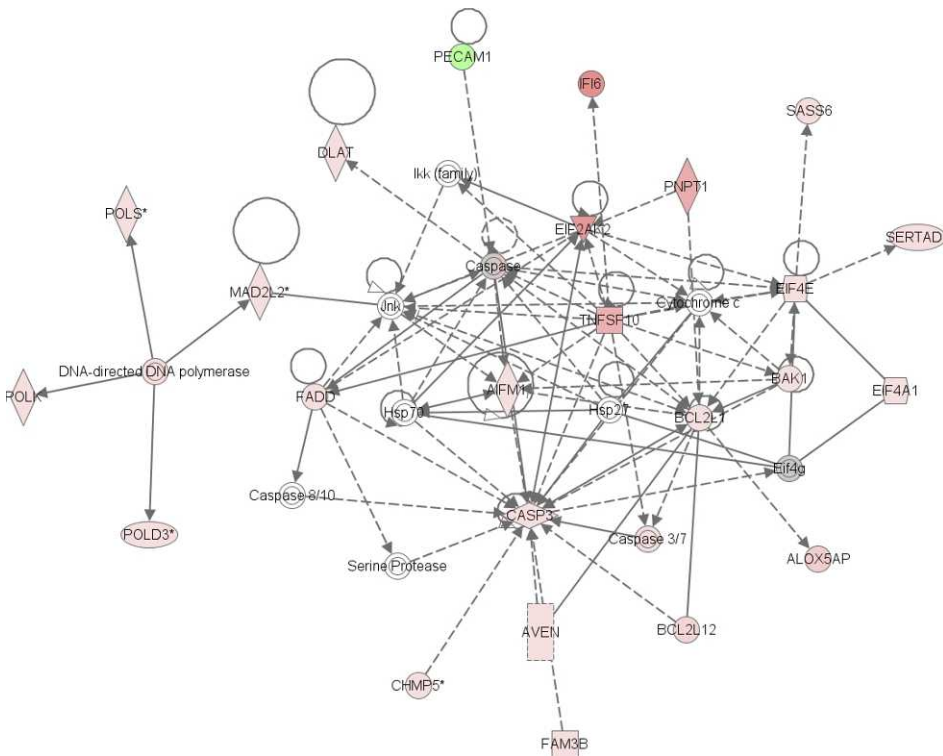 PECAM1
IFI6
SASS6
DLAT
Ikk (family)
PNPT1
POLS*
EIF2AK2
SERTAD
Caspase
MAD2L2*
EIF4E
Jnk
Cytochrome c
TNFSF10
DNA-directed DNA polymerase
BAK1
POLK
FADD
AIFM1
EIF4A1
Hsp70
Hsp27
BCL2L1
Eif4g
Caspase 8/10
CASP3
POLD3*
Caspase 3/7
ALOX5AP
Serine Protease
AVEN
BCL2L12
CHMP5*
FAM3B